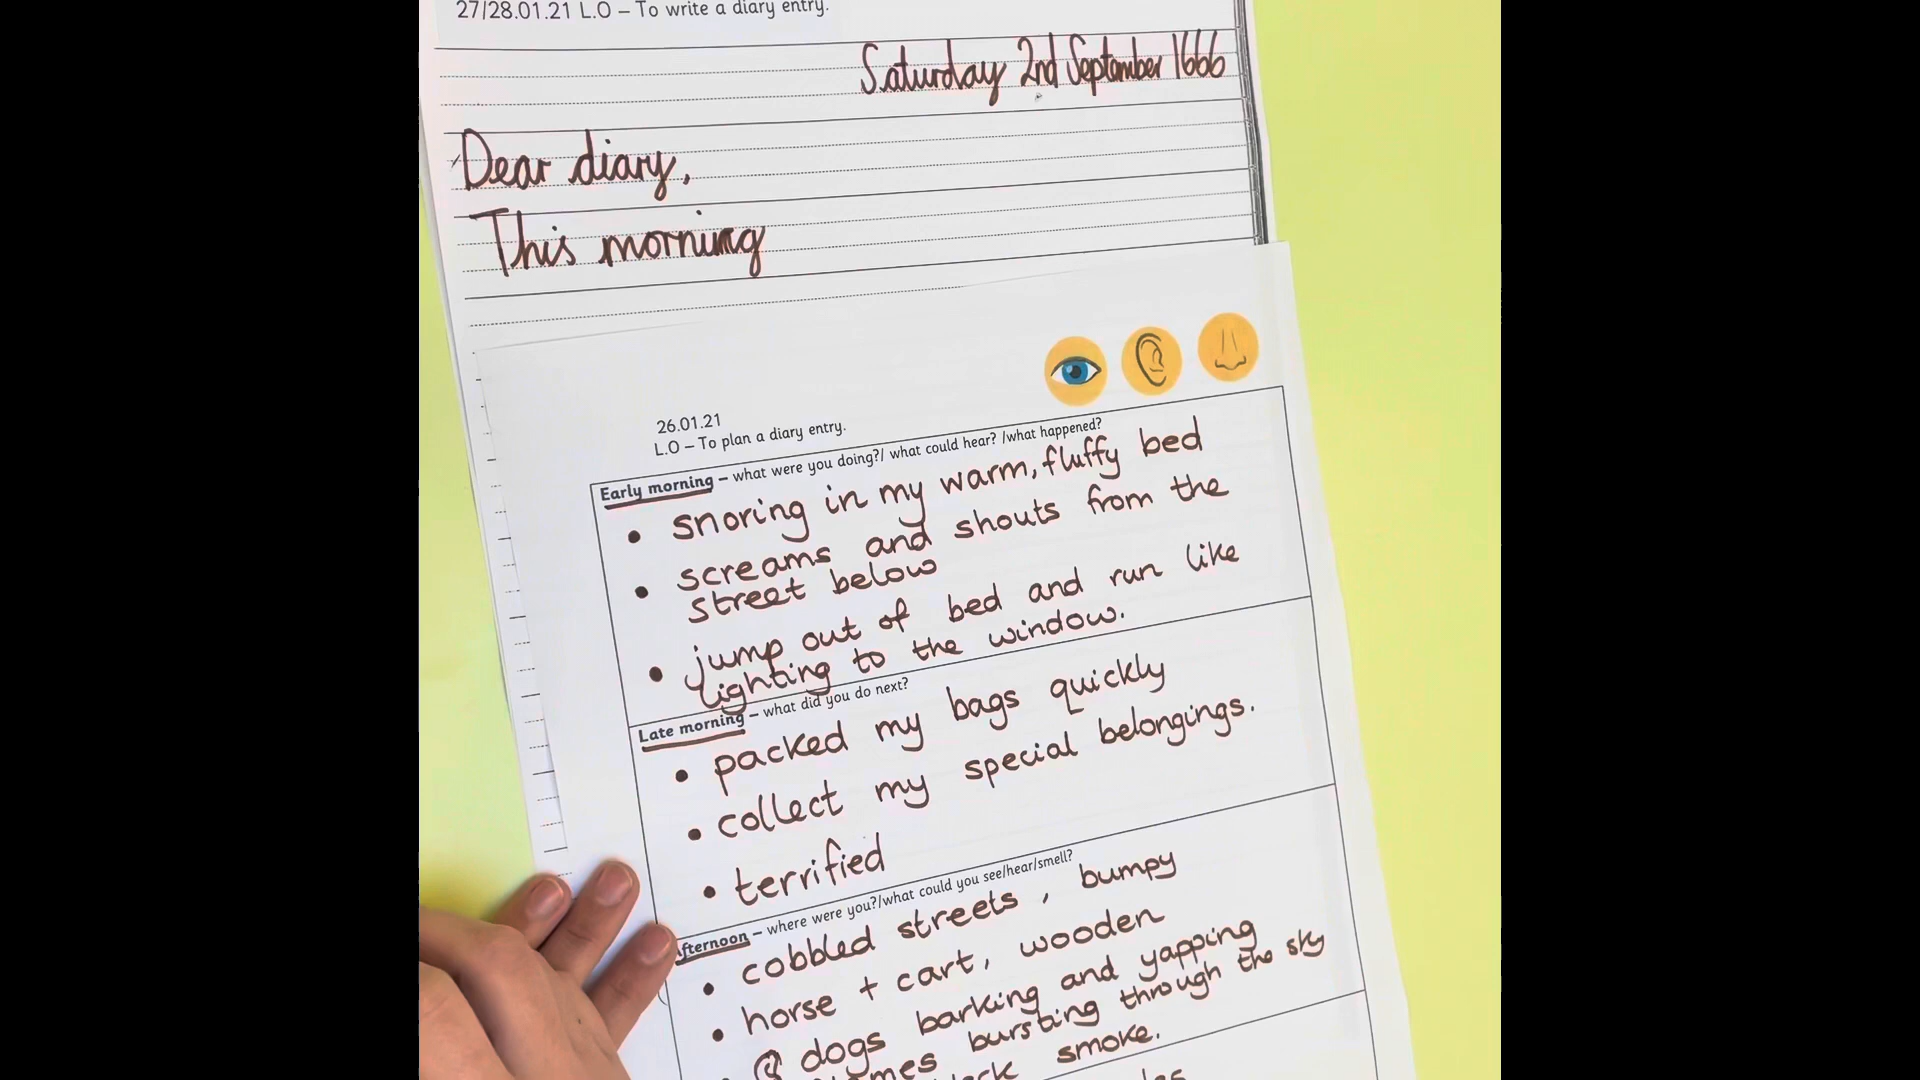 27/28.01.21 L.O – To write a diary entry.
Saturday 2nd September 1666
Dear diary,
This morning
26.01.21
L.O – To plan a diary entry.
Early morning – what were you doing?/ what could hear? /what happened?
• snoring in my warm, fluffy bed
• screams and shouts from the
street below
• jump out of bed and run like
lighting to the window.
Late morning – what did you do next?
• packed my bags quickly
• collect my special belongings.
• terrified
fternoon – where were you?/what could you see/hear/smell?
• cobbled streets, bumpy
• horse + cart, wooden
dogs barking and yapping
bursting through the sky
smoke.